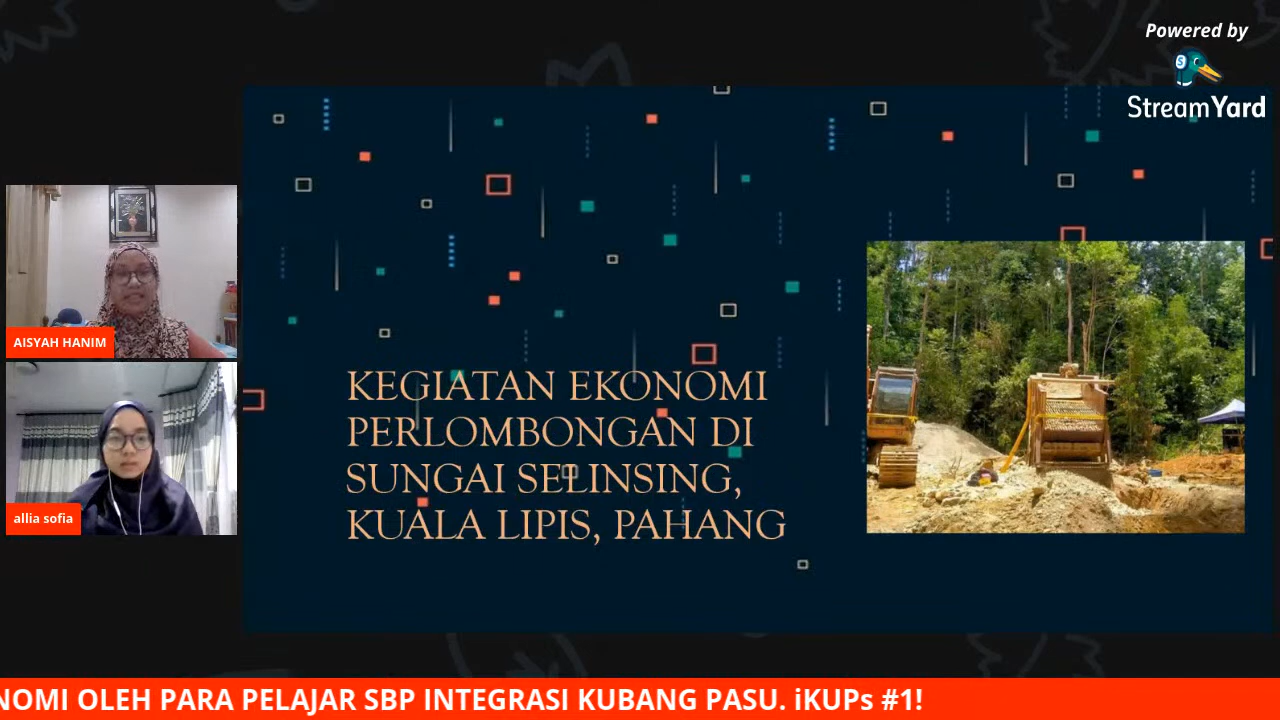 Powered by
StreamYard
AISYAH HANIM
allia sofia
KEGIATAN EKONOMI
PERLOMBONGAN DI
SUNGAI SELINSING,
KUALA LIPIS, PAHANG
NOMI OLEH PARA PELAJAR SBP INTEGRASI KUBANG PASU. iKUPs #1!